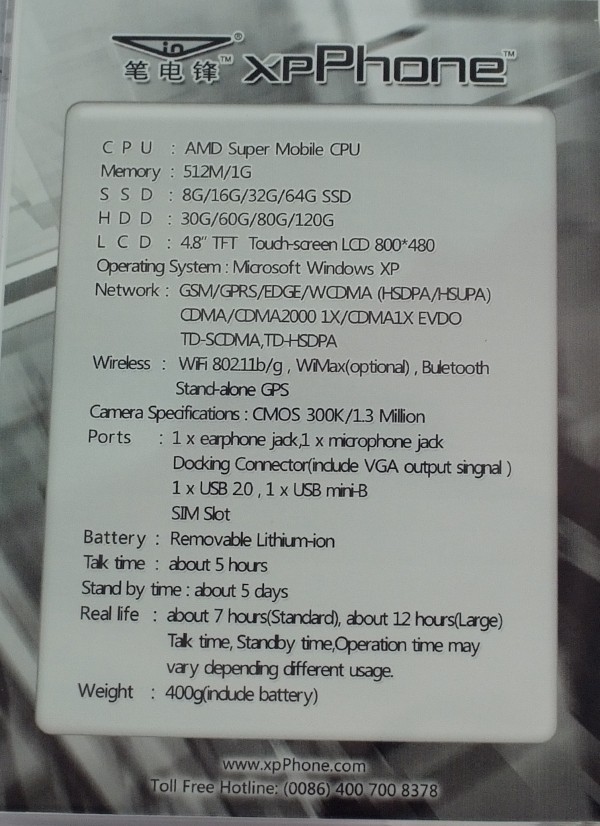 in®
笔电锋™ xpPhone™
C P U : AMD Super Mobile CPU
Memory : 512M/1G
S S D : 8G/16G/32G/64G SSD
H D D : 30G/60G/80G/120G
L C D : 4.8" TFT Touch-screen LCD 800*480
Operating System : Microsoft Windows XP
Network : GSM/GPRS/EDGE/WCDMA (HSDPA/HSUPA)
CDMA/CDMA2000 1X/CDMA1X EVDO
TD-SCDMA,TD-HSDPA
Wireless : WiFi 802.11b/g , WiMax(optional) , Buletooth
Stand-alone GPS
Camera Specifications : CMOS 300K/1.3 Million
Ports : 1 x earphone jack,1 x microphone jack
Docking Connector(include VGA output singnal )
1 x USB 2.0 , 1 x USB mini-B
SIM Slot
Battery : Removable Lithium-ion
Talk time : about 5 hours
Stand by time : about 5 days
Real life : about 7 hours(Standard), about 12 hours(Large)
Talk time, Standby time,Operation time may
vary depending different usage.
Weight : 400g(include battery)
www.xpPhone.com
Toll Free Hotline: (0086) 400 700 8378